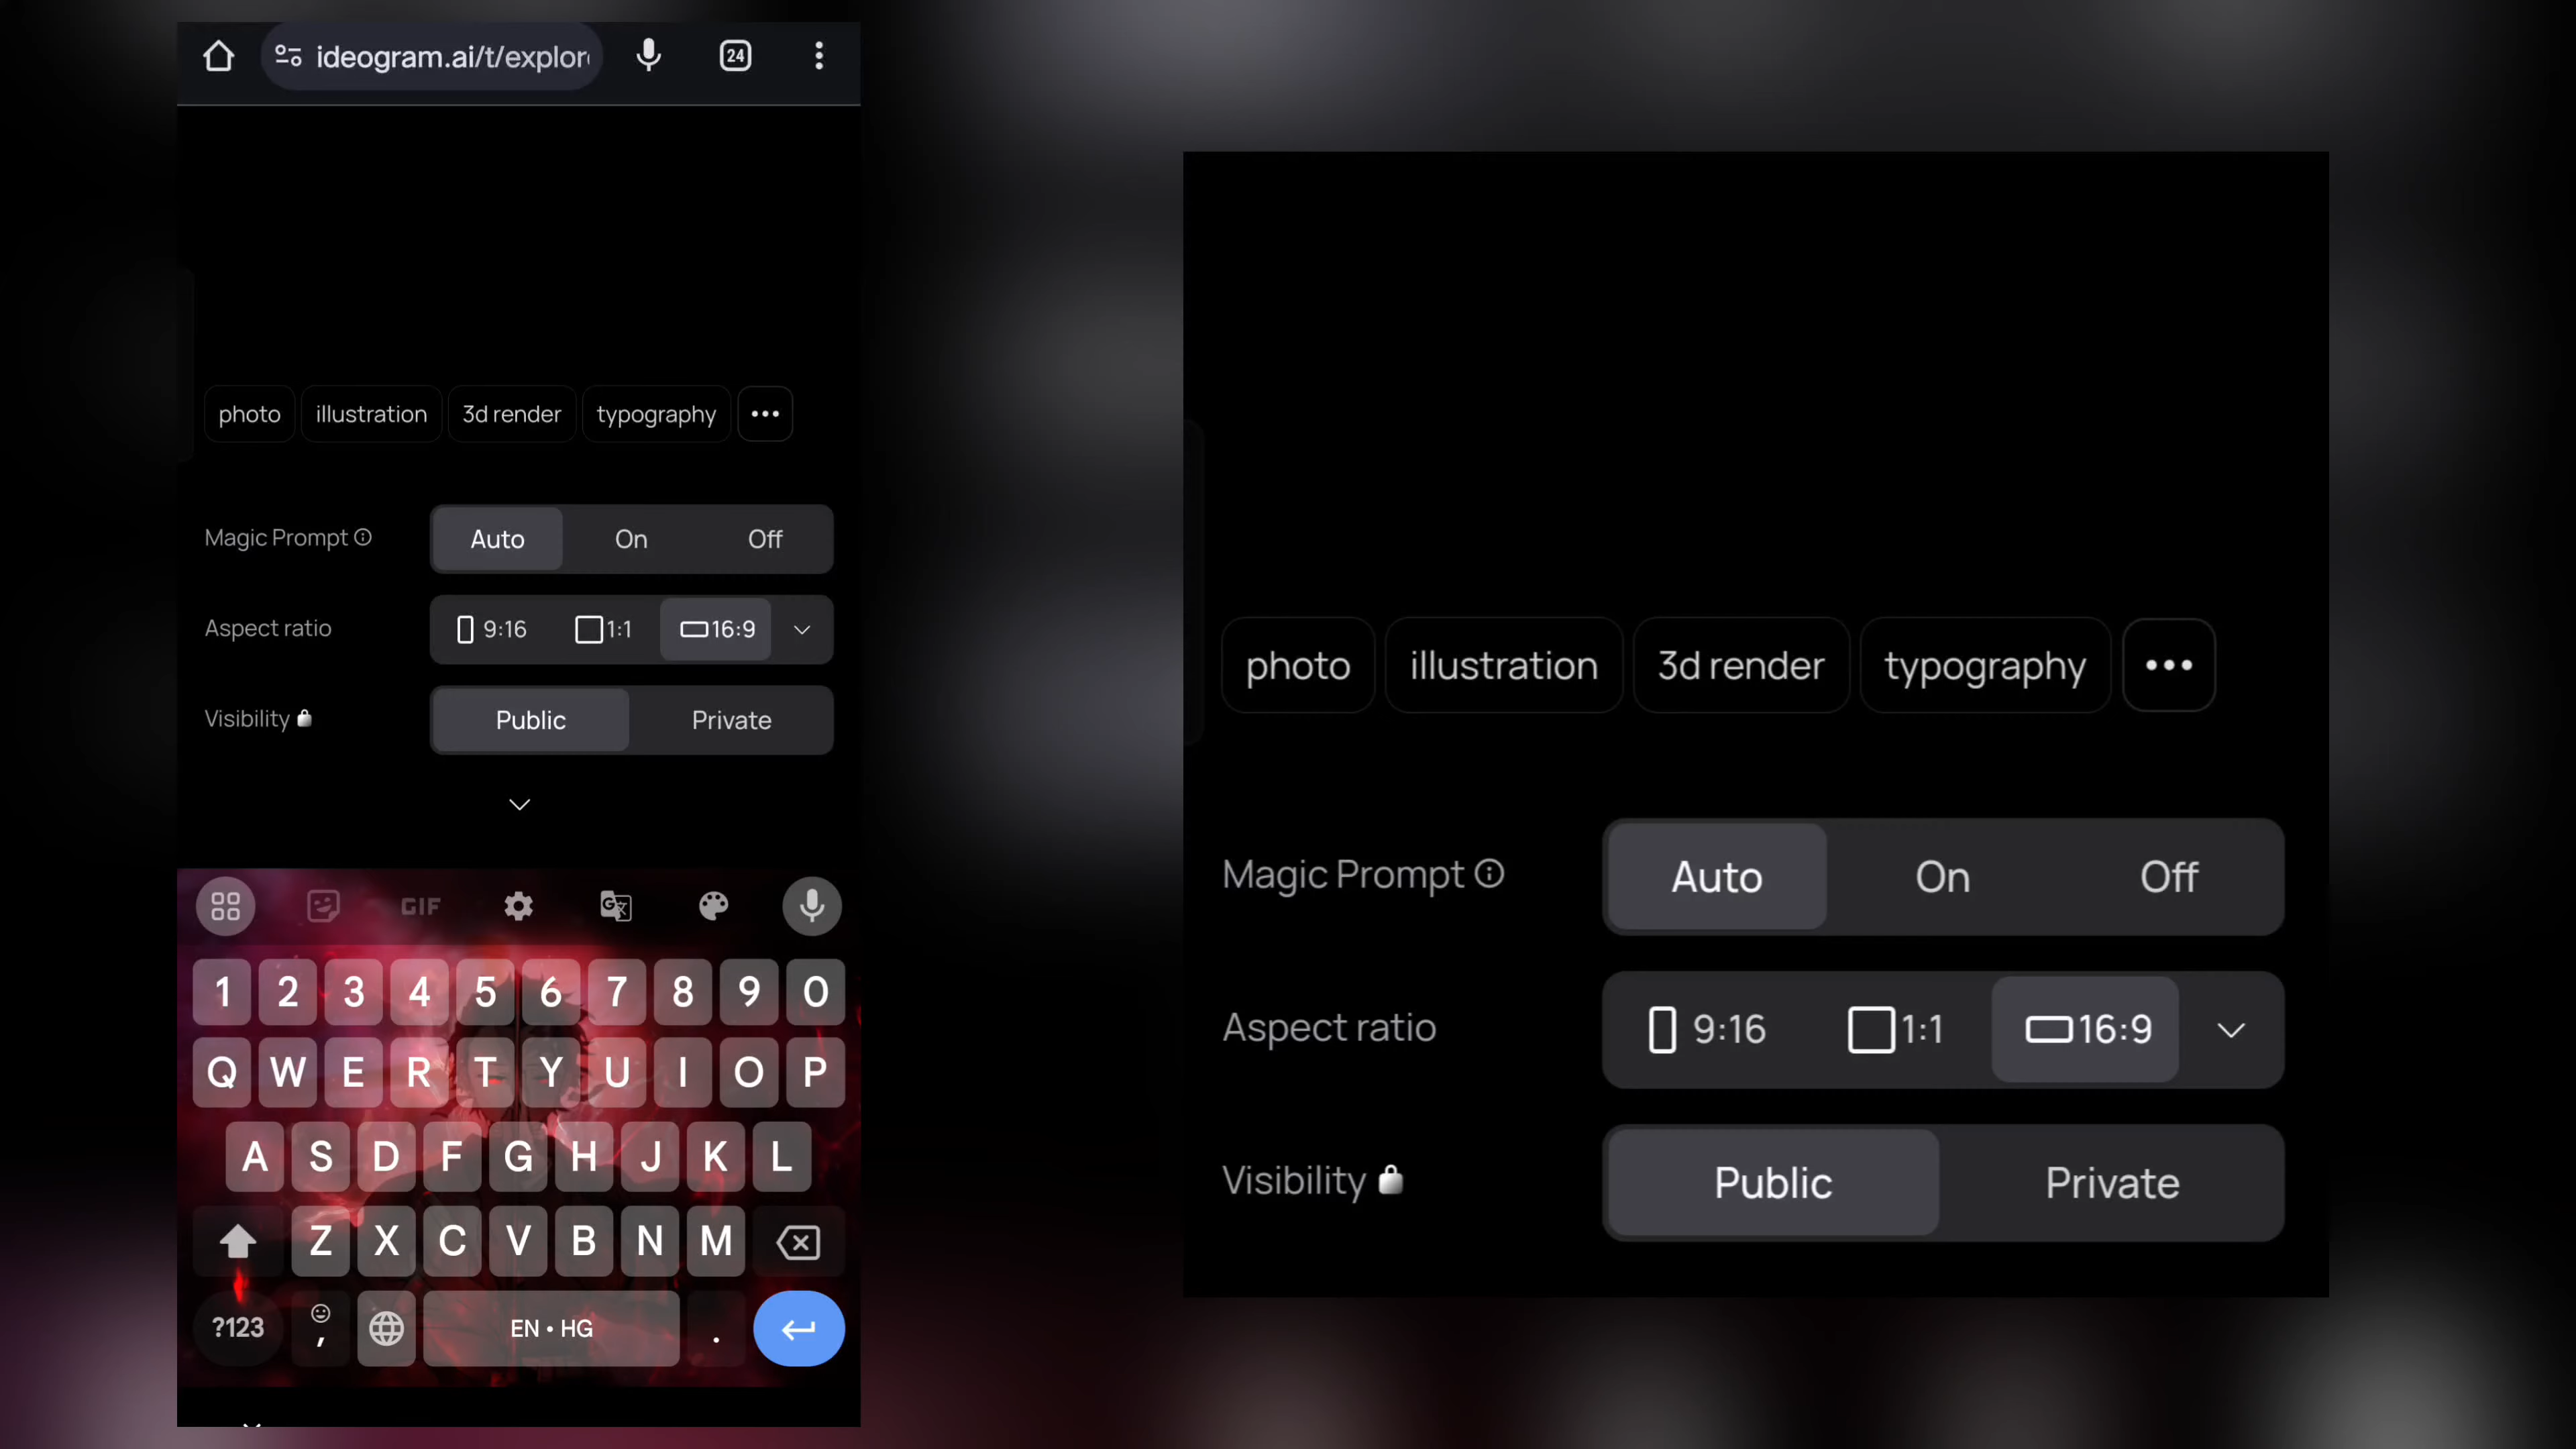 ideogram.ai/t/explor
24
photo illustration 3d render typography
Magic Prompt Auto On Off
Aspect ratio 9:16 1:1 16:9
Visibility Public Private
GIF
1 2 3 4 5 6 7 8 9 0
Q W E R T Y U I O P
A S D F G H J K L
Z X C V B N M
?123 , EN • HG .
photo illustration 3d render typography
Magic Prompt Auto On Off
Aspect ratio 9:16 1:1 16:9
Visibility Public Private